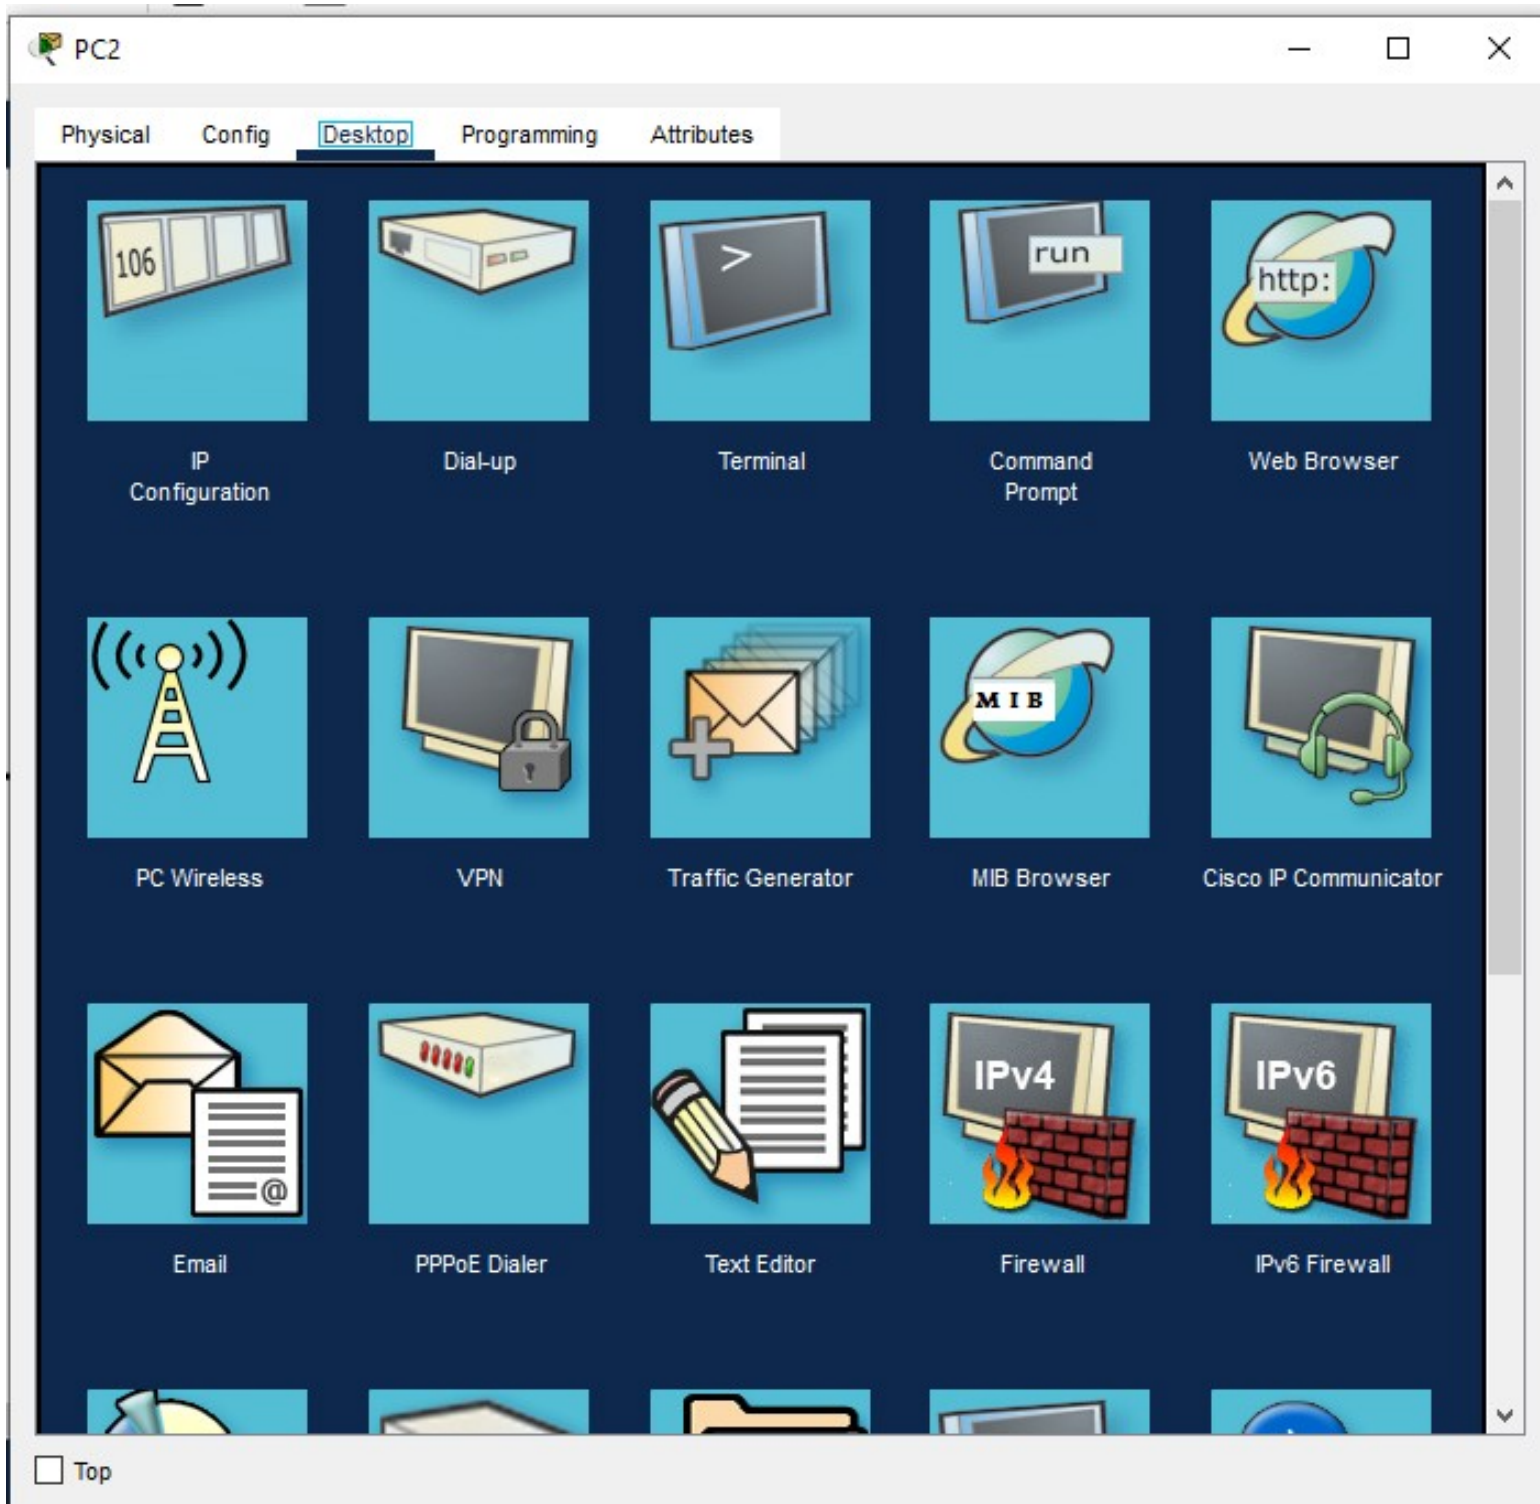 PC2
Physical Config Desktop Programming Attributes
106
>
run
http:
IP
Configuration
Dial-up
Terminal
Command
Prompt
Web Browser
MIB
PC Wireless
VPN
Traffic Generator
MIB Browser
Cisco IP Communicator
@
IPv4
IPv6
Email
PPPoE Dialer
Text Editor
Firewall
IPv6 Firewall
Top